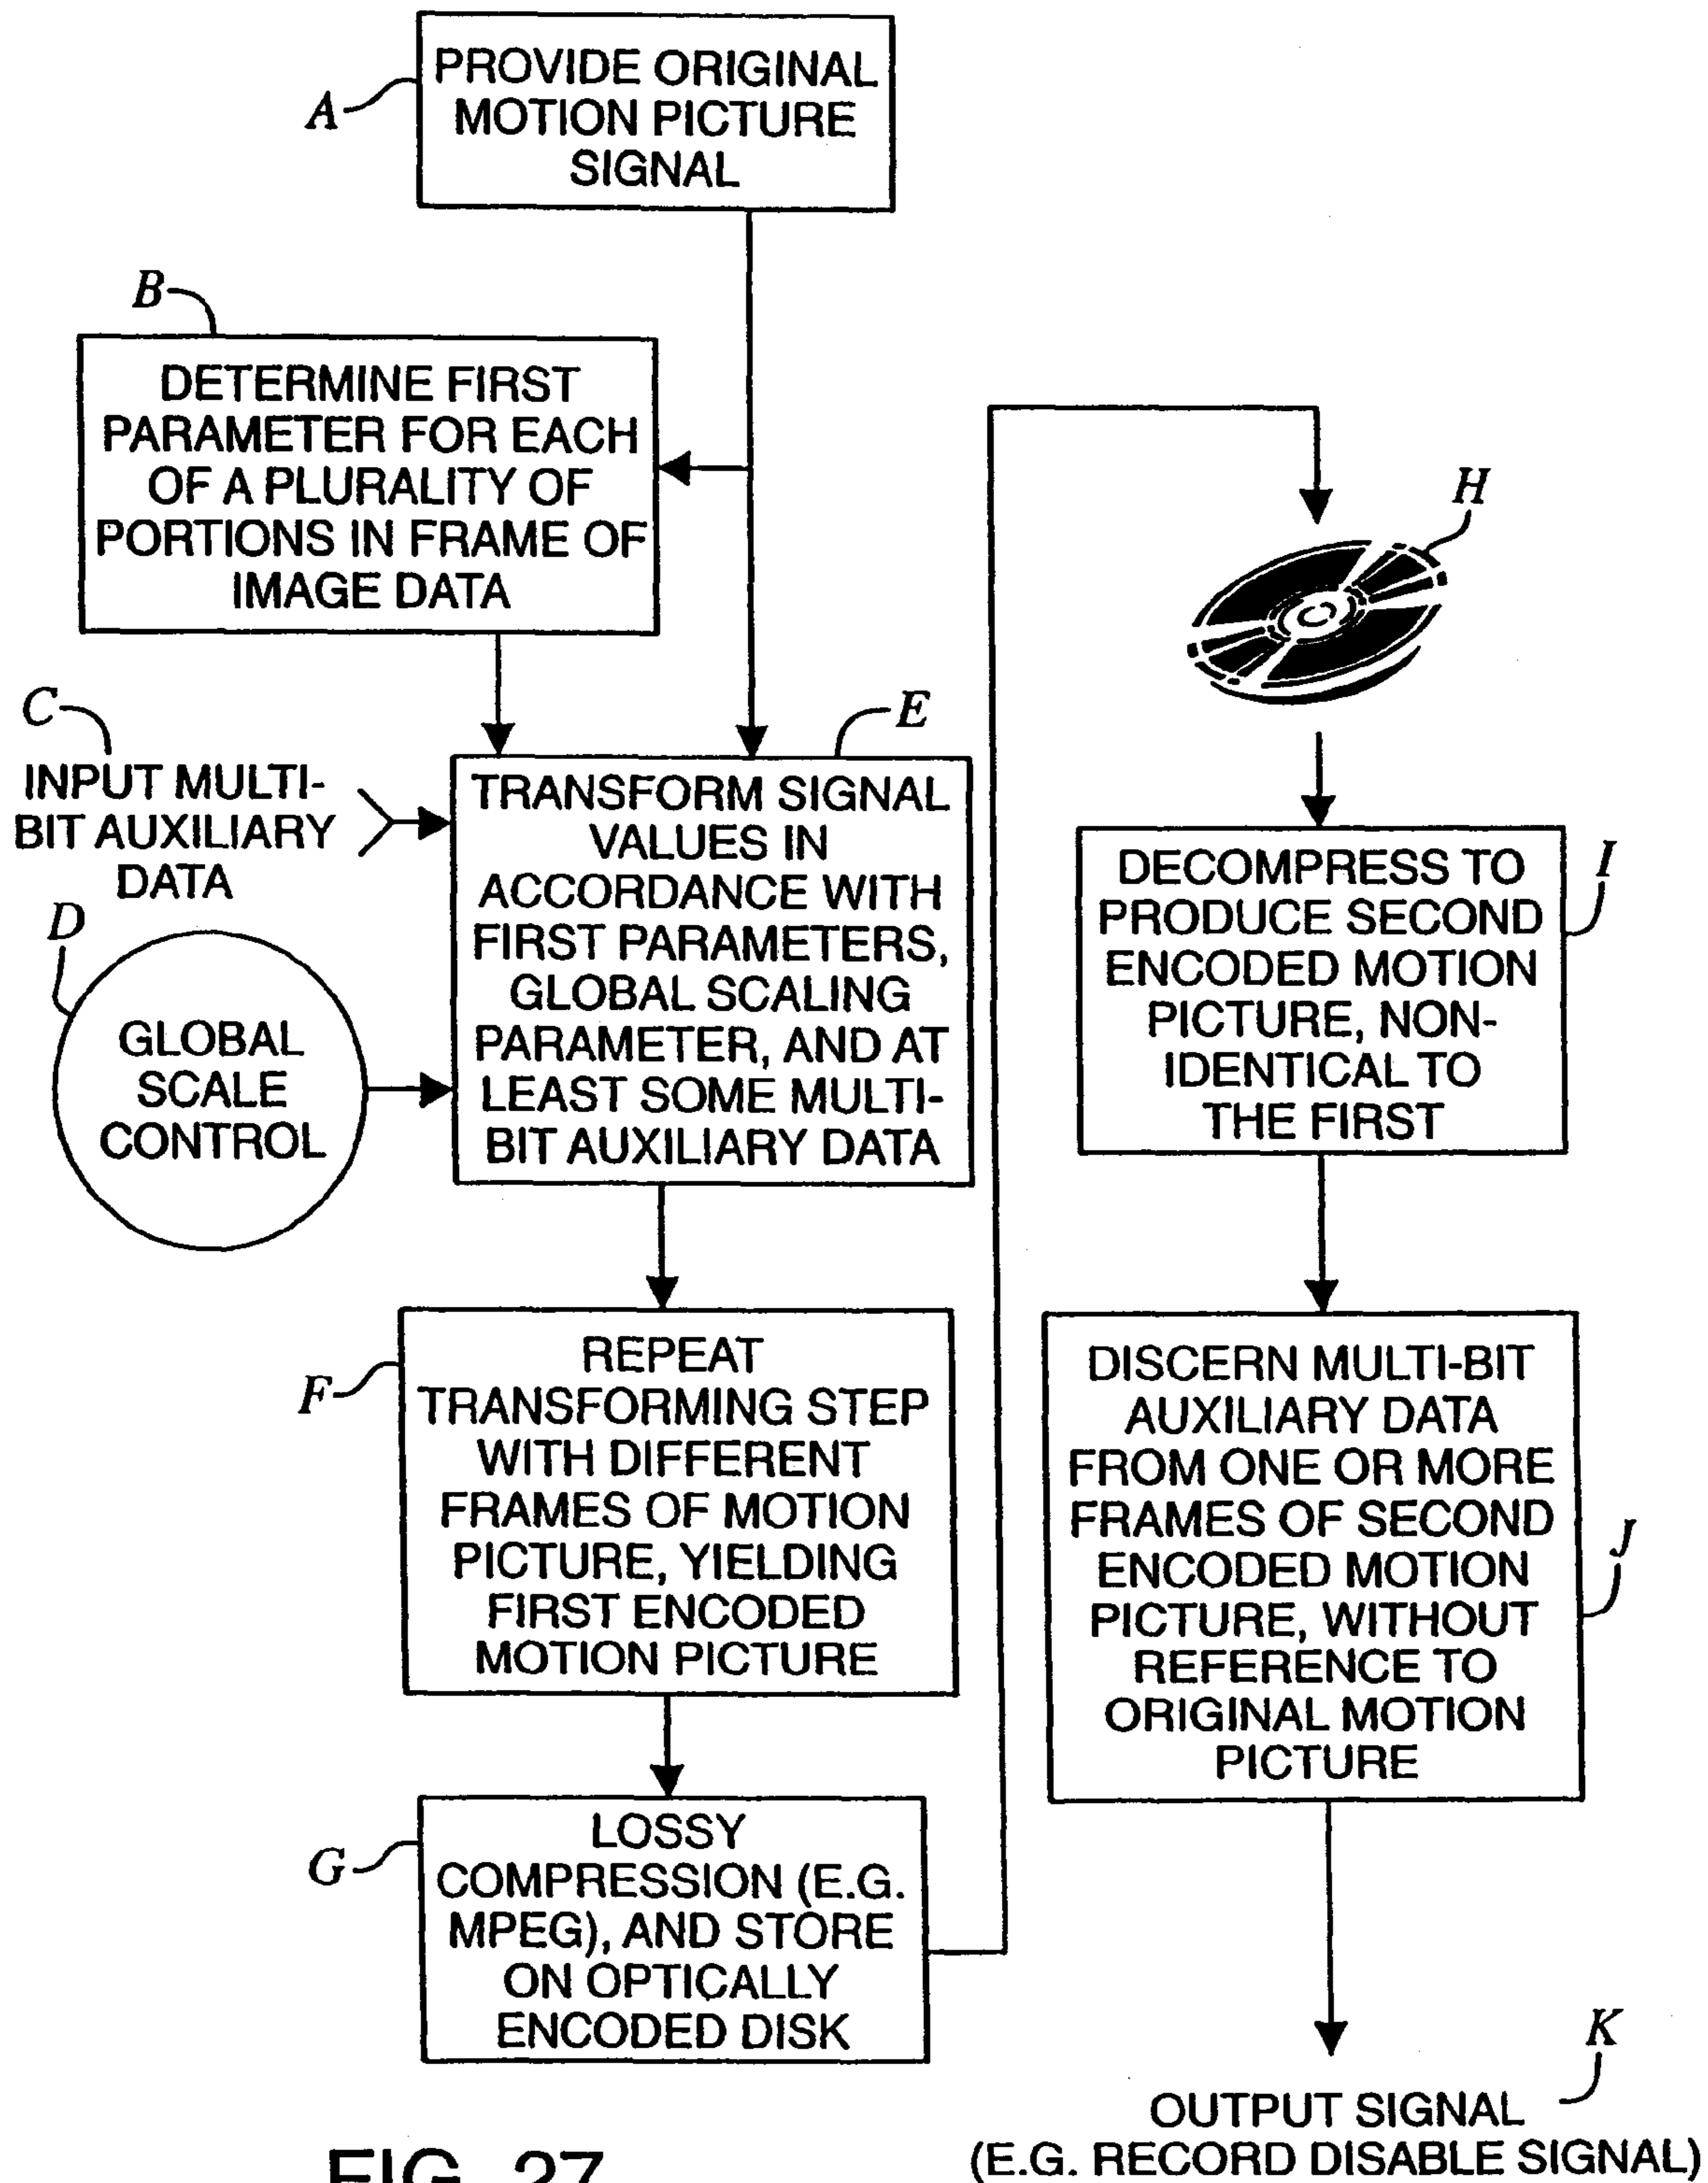 A
PROVIDE ORIGINAL
MOTION PICTURE
SIGNAL
B
DETERMINE FIRST
PARAMETER FOR EACH
OF A PLURALITY OF
PORTIONS IN FRAME OF
IMAGE DATA
C
INPUT MULTI-
BIT AUXILIARY
DATA
D
GLOBAL
SCALE
CONTROL
E
TRANSFORM SIGNAL
VALUES IN
ACCORDANCE WITH
FIRST PARAMETERS,
GLOBAL SCALING
PARAMETER, AND AT
LEAST SOME MULTI-
BIT AUXILIARY DATA
F
REPEAT
TRANSFORMING STEP
WITH DIFFERENT
FRAMES OF MOTION
PICTURE, YIELDING
FIRST ENCODED
MOTION PICTURE
G
LOSSY
COMPRESSION (E.G.
MPEG), AND STORE
ON OPTICALLY
ENCODED DISK
H
I
DECOMPRESS TO
PRODUCE SECOND
ENCODED MOTION
PICTURE, NON-
IDENTICAL TO
THE FIRST
J
DISCERN MULTI-BIT
AUXILIARY DATA
FROM ONE OR MORE
FRAMES OF SECOND
ENCODED MOTION
PICTURE, WITHOUT
REFERENCE TO
ORIGINAL MOTION
PICTURE
K
OUTPUT SIGNAL
(E.G. RECORD DISABLE SIGNAL)
FIG. 27